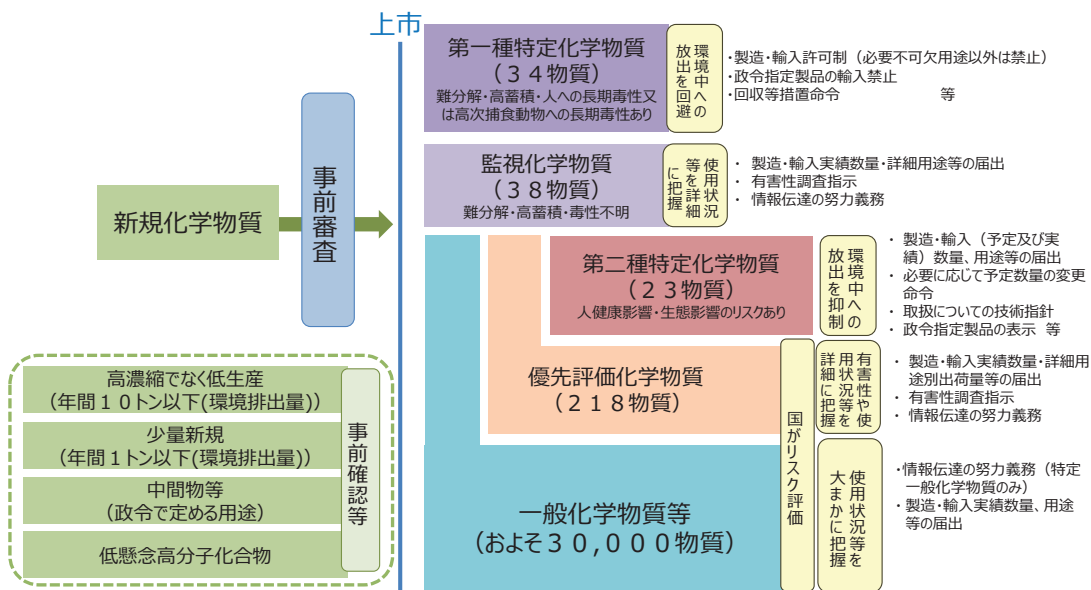 上市
新規化学物質
事前審査
高濃縮でなく低生産
(年間10トン以下(環境排出量))
少量新規
(年間1トン以下(環境排出量))
中間物等
(政令で定める用途)
低懸念高分子化合物
事前確認等
第一種特定化学物質
(34物質)
難分解・高蓄積・人への長期毒性又
は高次捕食動物への長期毒性あり
環境中への
放出を回避
・製造・輸入許可制(必要不可欠用途以外は禁止)
・政令指定製品の輸入禁止
・回収等措置命令 等
監視化学物質
(38物質)
難分解・高蓄積・毒性不明
使用状況
等を詳細
に把握
・ 製造・輸入実績数量・詳細用途等の届出
・ 有害性調査指示
・ 情報伝達の努力義務
第二種特定化学物質
(23物質)
人健康影響・生態影響のリスクあり
環境中への
放出を抑制
・ 製造・輸入(予定及び実
績)数量、用途等の届出
・ 必要に応じて予定数量の変更
命令
・ 取扱についての技術指針
・ 政令指定製品の表示 等
優先評価化学物質
(218物質)
有害性や使
用状況等を
詳細に把握
・ 製造・輸入実績数量・詳細用
途別出荷量等の届出
・ 有害性調査指示
・ 情報伝達の努力義務
国がリスク評価
一般化学物質等
(およそ30,000物質)
使用状況等を
大まかに把握
・情報伝達の努力義務(特定
一般化学物質のみ)
・ 製造・輸入実績数量、用途
等の届出